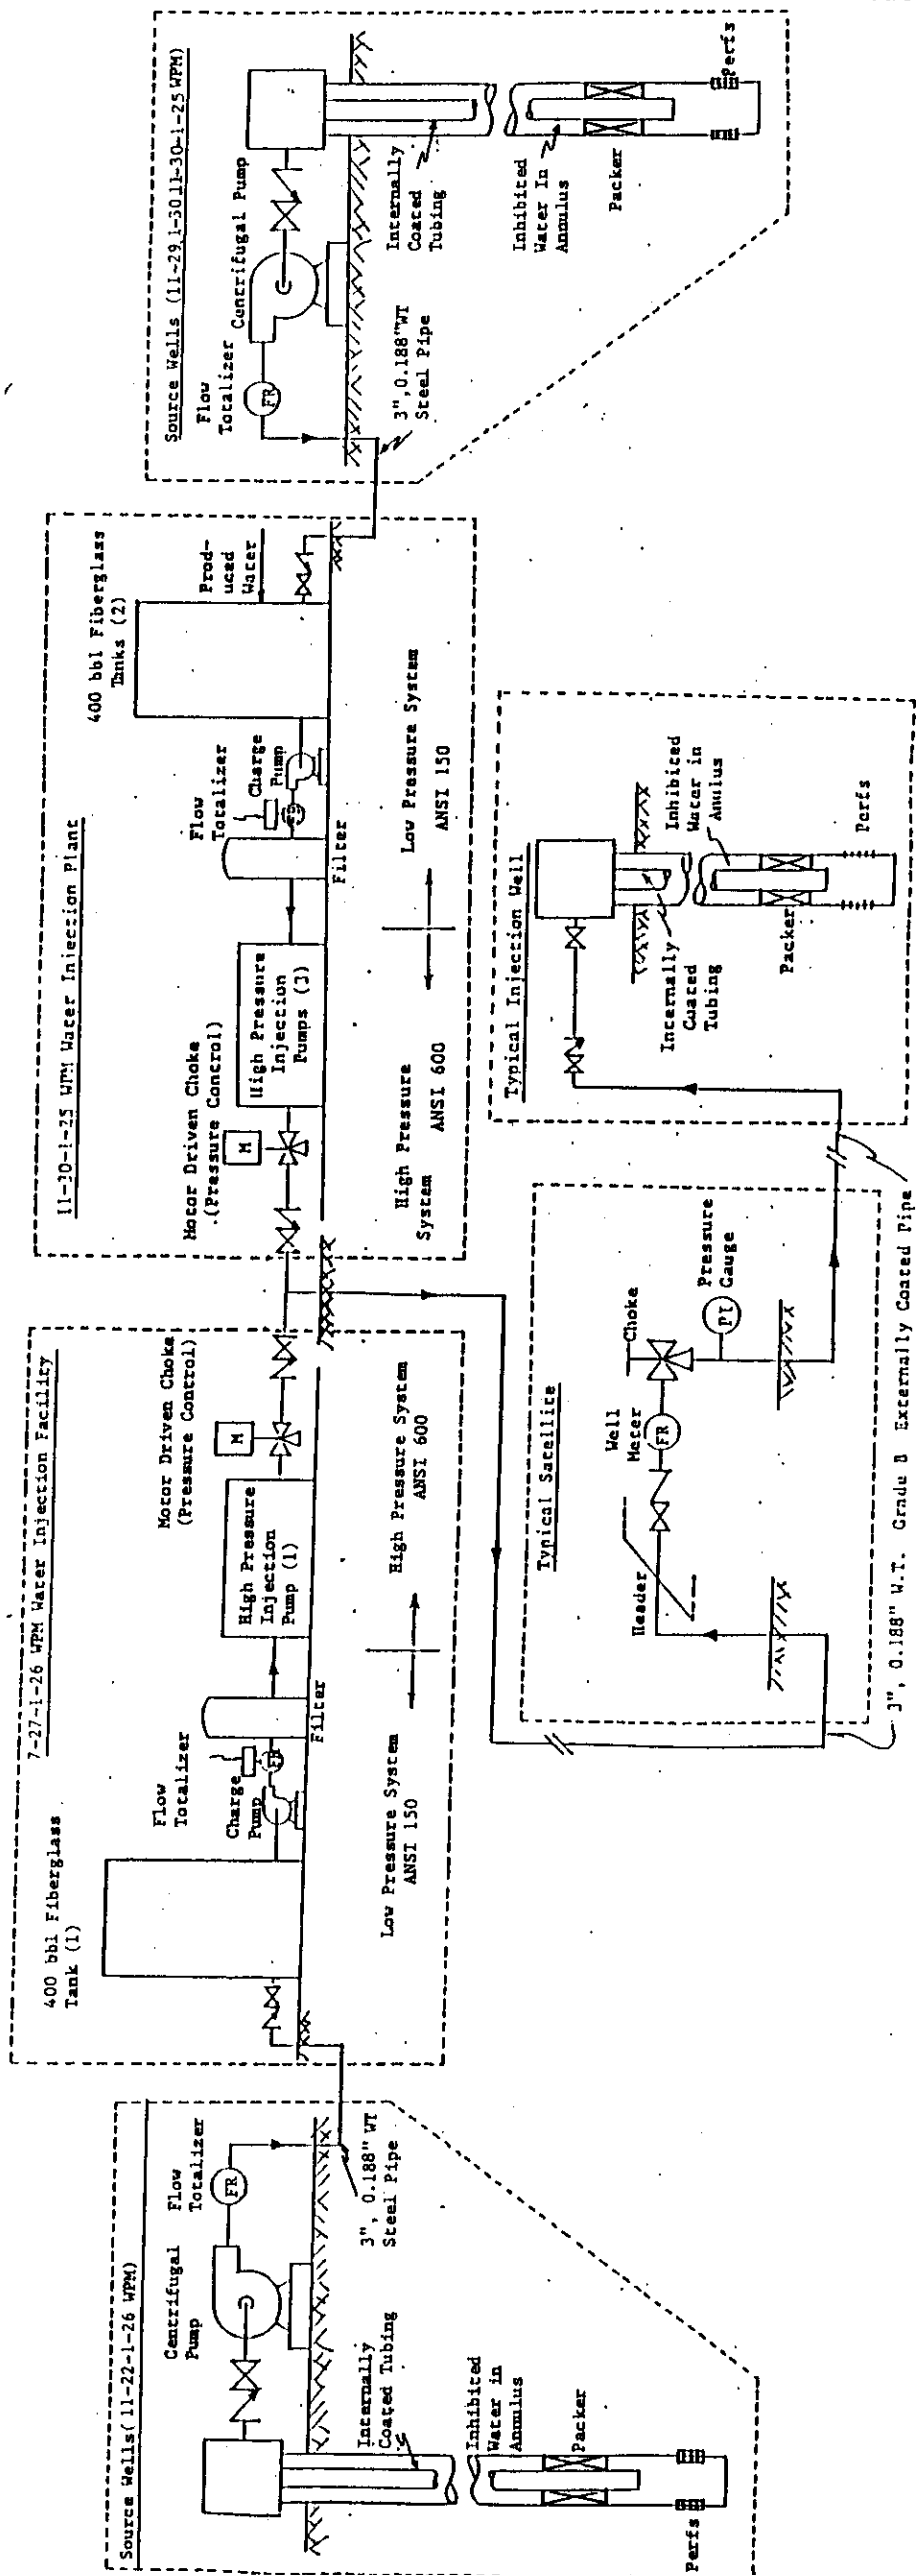 Source Wells(11-22-1-26 WPM)
Centrifugal
Pump
Flow
Totalizer
FR
3", 0.188" WT
Steel Pipe
Internally
Coated Tubing
Inhibited
Water in
Annulus
Packer
Perfs
7-27-1-26 WPM Water Injection Facility
400 bbl Fiberglass
Tank (1)
Flow
Totalizer
Charge
Pump
FR
Filter
High Pressure
Injection
Pump (1)
Motor Driven Choke
(Pressure Control)
M
Low Pressure System
ANSI 150
High Pressure System
ANSI 600
11-30-1-25 WPM Water Injection Plant
400 bbl Fiberglass
Tanks (2)
Prod-
uced
Water
Flow
Totalizer
Charge
Pump
FR
Filter
High Pressure
Injection
Pumps (3)
Motor Driven Choke
(Pressure Control)
M
High Pressure
System
ANSI 600
Low Pressure System
ANSI 150
Source Wells (11-29,1-30,11-30-1-25 WPM)
Flow
Totalizer
Centrifugal Pump
FR
3",0.188"WT
Steel Pipe
Internally
Coated
Tubing
Inhibited
Water In
Annulus
Packer
Perfs
Typical Satellite
Header
Well
Meter
FR
Choke
Pressure
Gauge
PI
3", 0.188" W.T. Grade B Externally Coated Pipe
Typical Injection Well
Internally
Coated
Tubing
Inhibited
Water in
Anulus
Packer
Perfs